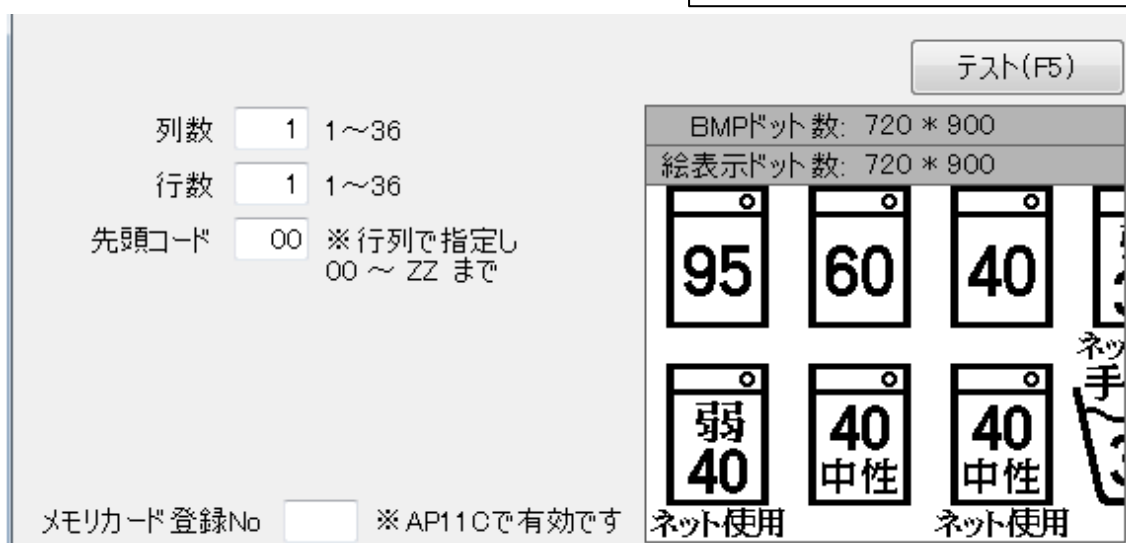 テスト(F5)
列数 1 1～36
行数 1 1～36
先頭コード 00 ※行列で指定し
00 ～ ZZ まで
メモリカード登録No ※AP11Cで有効です
BMPドット数: 720 * 900
絵表示ドット数: 720 * 900
95 60 40
ネッ
弱 40 40 手
40 中性 中性
ネット使用 ネット使用